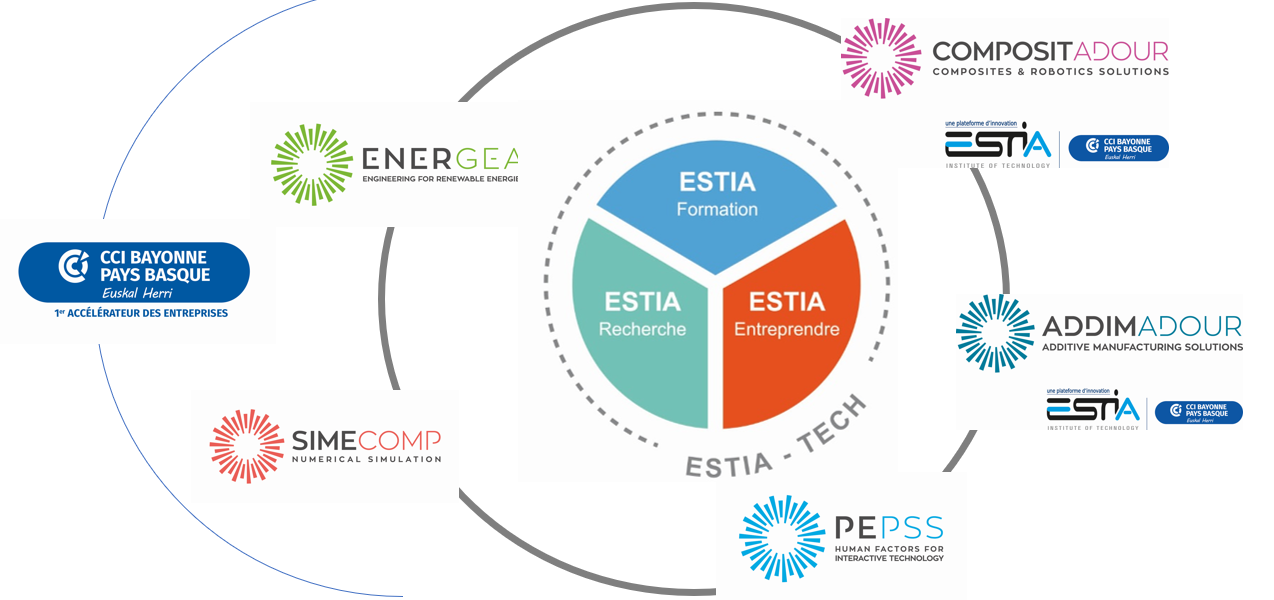 COMPOSITADOUR
COMPOSITES & ROBOTICS SOLUTIONS
une plateforme d'innovation
ESTIA
INSTITUTE OF TECHNOLOGY
CCI BAYONNE
PAYS BASQUE
Euskal Herri
ENERGEA
ENGINEERING FOR RENEWABLE ENERGIE
ESTIA
Formation
ESTIA
Recherche
ESTIA
Entreprendre
ESTIA - TECH
CCI BAYONNE
PAYS BASQUE
Euskal Herri
1er ACCÉLÉRATEUR DES ENTREPRISES
ADDIMADOUR
ADDITIVE MANUFACTURING SOLUTIONS
une plateforme d'innovation
ESTIA
INSTITUTE OF TECHNOLOGY
CCI BAYONNE
PAYS BASQUE
Euskal Herri
SIMECOMP
NUMERICAL SIMULATION
PEPSS
HUMAN FACTORS FOR
INTERACTIVE TECHNOLOGY